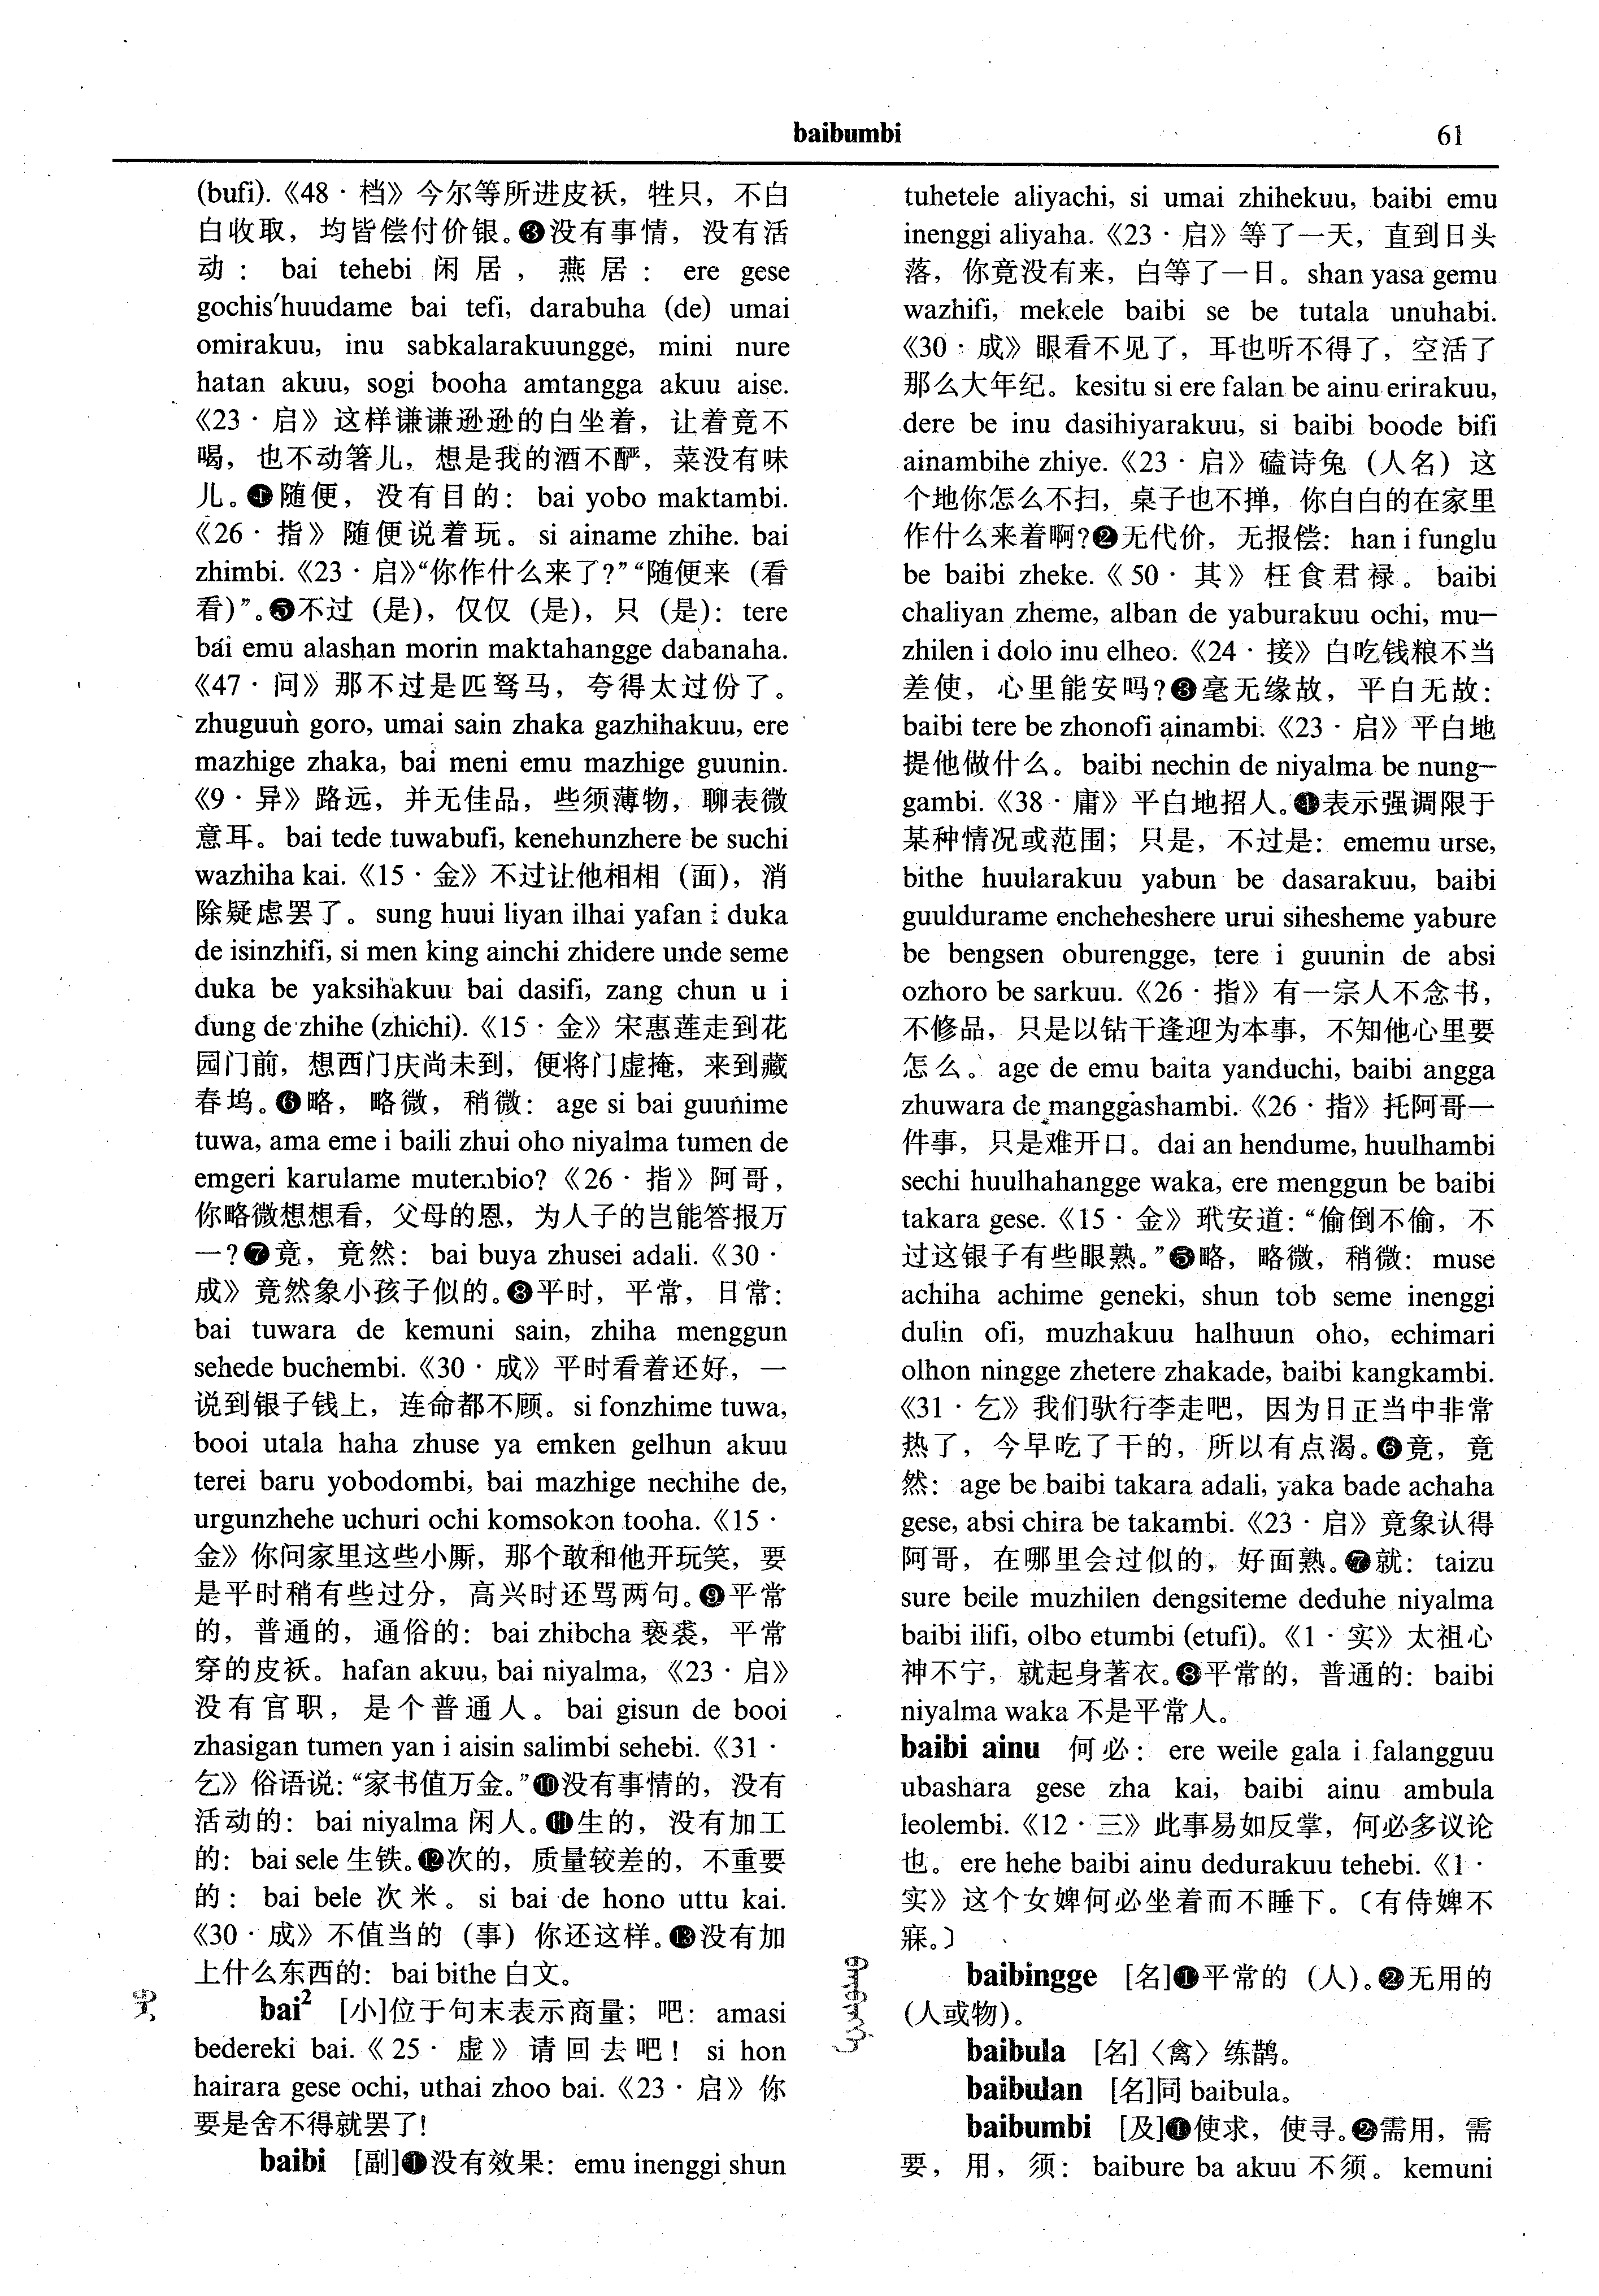 baibumbi
61
(bufi).《48·档》今尔等所进皮袄，牲只，不白
白收取，均皆偿付价银。❸没有事情，没有活
动： bai tehebi 闲居，燕居： ere gese
gochis'huudame bai tefi, darabuha (de) umai
omirakuu, inu sabkalarakuungge, mini nure
hatan akuu, sogi booha amtangga akuu aise.
《23·启》这样谦谦逊逊的白坐着，让着竟不
喝，也不动箸儿，想是我的酒不酽，菜没有味
儿。❹随便，没有目的： bai yobo maktambi.
《26·指》随便说着玩。si ainame zhihe. bai
zhimbi.《23·启》“你作什么来了?”“随便来（看
看）”。❺不过（是），仅仅（是），只（是）： tere
bai emu alashan morin maktahangge dabanaha.
《47·问》那不过是匹驽马，夸得太过份了。
zhuguun goro, umai sain zhaka gazhihakuu, ere
mazhige zhaka, bai meni emu mazhige guunin.
《9·异》路远，并无佳品，些须薄物，聊表微
意耳。bai tede tuwabufi, kenehunzhere be suchi
wazhiha kai.《15·金》不过让他相相（面），消
除疑虑罢了。sung huui liyan ilhai yafan i duka
de isinzhifi, si men king ainchi zhidere unde seme
duka be yaksihakuu bai dasifi, zang chun u i
dung de zhihe (zhichi).《15·金》宋惠莲走到花
园门前，想西门庆尚未到，便将门虚掩，来到藏
春坞。❻略，略微，稍微： age si bai guunime
tuwa, ama eme i baili zhui oho niyalma tumen de
emgeri karulame mutembio?《26·指》阿哥，
你略微想想看，父母的恩，为人子的岂能答报万
一?❼竟，竟然： bai buya zhusei adali.《30·
成》竟然象小孩子似的。❽平时，平常，日常：
bai tuwara de kemuni sain, zhiha menggun
sehede buchembi.《30·成》平时看着还好，一
说到银子钱上，连命都不顾。si fonzhime tuwa,
booi utala haha zhuse ya emken gelhun akuu
terei baru yobodombi, bai mazhige nechihe de,
urgunzhehe uchuri ochi komsokon tooha.《15·
金》你问家里这些小厮，那个敢和他开玩笑，要
是平时稍有些过分，高兴时还骂两句。❾平常
的，普通的，通俗的： bai zhibcha 亵裘，平常
穿的皮袄。hafan akuu, bai niyalma,《23·启》
没有官职，是个普通人。bai gisun de booi
zhasigan tumen yan i aisin salimbi sehebi.《31·
乞》俗语说：“家书值万金。”❿没有事情的，没有
活动的： bai niyalma 闲人。⓫生的，没有加工
的： bai sele 生铁。⓬次的，质量较差的，不重要
的： bai bele 次米。si bai de hono uttu kai.
《30·成》不值当的（事）你还这样。⓭没有加
上什么东西的： bai bithe 白文。
bai² [小]位于句末表示商量；吧： amasi
bedereki bai.《25·虚》请回去吧！ si hon
hairara gese ochi, uthai zhoo bai.《23·启》你
要是舍不得就罢了!
baibi [副]❶没有效果： emu inenggi shun
tuhetele aliyachi, si umai zhihekuu, baibi emu
inenggi aliyaha.《23·启》等了一天，直到日头
落，你竟没有来，白等了一日。shan yasa gemu
wazhifi, mekele baibi se be tutala unuhabi.
《30·成》眼看不见了，耳也听不得了，空活了
那么大年纪。kesitu si ere falan be ainu erirakuu,
dere be inu dasihiyarakuu, si baibi boode bifi
ainambihe zhiye.《23·启》磕诗兔（人名）这
个地你怎么不扫，桌子也不掸，你白白的在家里
作什么来着啊?❷无代价，无报偿： han i funglu
be baibi zheke.《50·其》枉食君禄。baibi
chaliyan zheme, alban de yaburakuu ochi, mu-
zhilen i dolo inu elheo.《24·接》白吃钱粮不当
差使，心里能安吗?❸毫无缘故，平白无故：
baibi tere be zhonofi ainambi.《23·启》平白地
提他做什么。baibi nechin de niyalma be nung-
gambi.《38·庸》平白地招人。❹表示强调限于
某种情况或范围；只是，不过是： ememu urse,
bithe huularakuu yabun be dasarakuu, baibi
guuldurame encheheshere urui sihesheme yabure
be bengsen oburengge, tere i guunin de absi
ozhoro be sarkuu.《26·指》有一宗人不念书，
不修品，只是以钻干逢迎为本事，不知他心里要
怎么。age de emu baita yanduchi, baibi angga
zhuwara de manggashambi.《26·指》托阿哥一
件事，只是难开口。dai an hendume, huulhambi
sechi huulhahangge waka, ere menggun be baibi
takara gese.《15·金》玳安道：“偷倒不偷，不
过这银子有些眼熟。”❺略，略微，稍微： muse
achiha achime geneki, shun tob seme inenggi
dulin ofi, muzhakuu halhuun oho, echimari
olhon ningge zhetere zhakade, baibi kangkambi.
《31·乞》我们驮行李走吧，因为日正当中非常
热了，今早吃了干的，所以有点渴。❻竟，竟
然： age be baibi takara adali, yaka bade achaha
gese, absi chira be takambi.《23·启》竟象认得
阿哥，在哪里会过似的，好面熟。❼就： taizu
sure beile muzhilen dengsiteme deduhe niyalma
baibi ilifi, olbo etumbi (etufi)。《1·实》太祖心
神不宁，就起身著衣。❽平常的，普通的： baibi
niyalma waka 不是平常人。
baibi ainu 何必： ere weile gala i falangguu
ubashara gese zha kai, baibi ainu ambula
leolembi.《12·三》此事易如反掌，何必多议论
也。ere hehe baibi ainu dedurakuu tehebi.《1·
实》这个女婢何必坐着而不睡下。〔有侍婢不
寐。〕
baibingge [名]❶平常的（人）。❷无用的
（人或物）。
baibula [名]〈禽〉练鹊。
baibulan [名]同 baibula。
baibumbi [及]❶使求，使寻。❷需用，需
要，用，须： baibure ba akuu 不须。kemuni